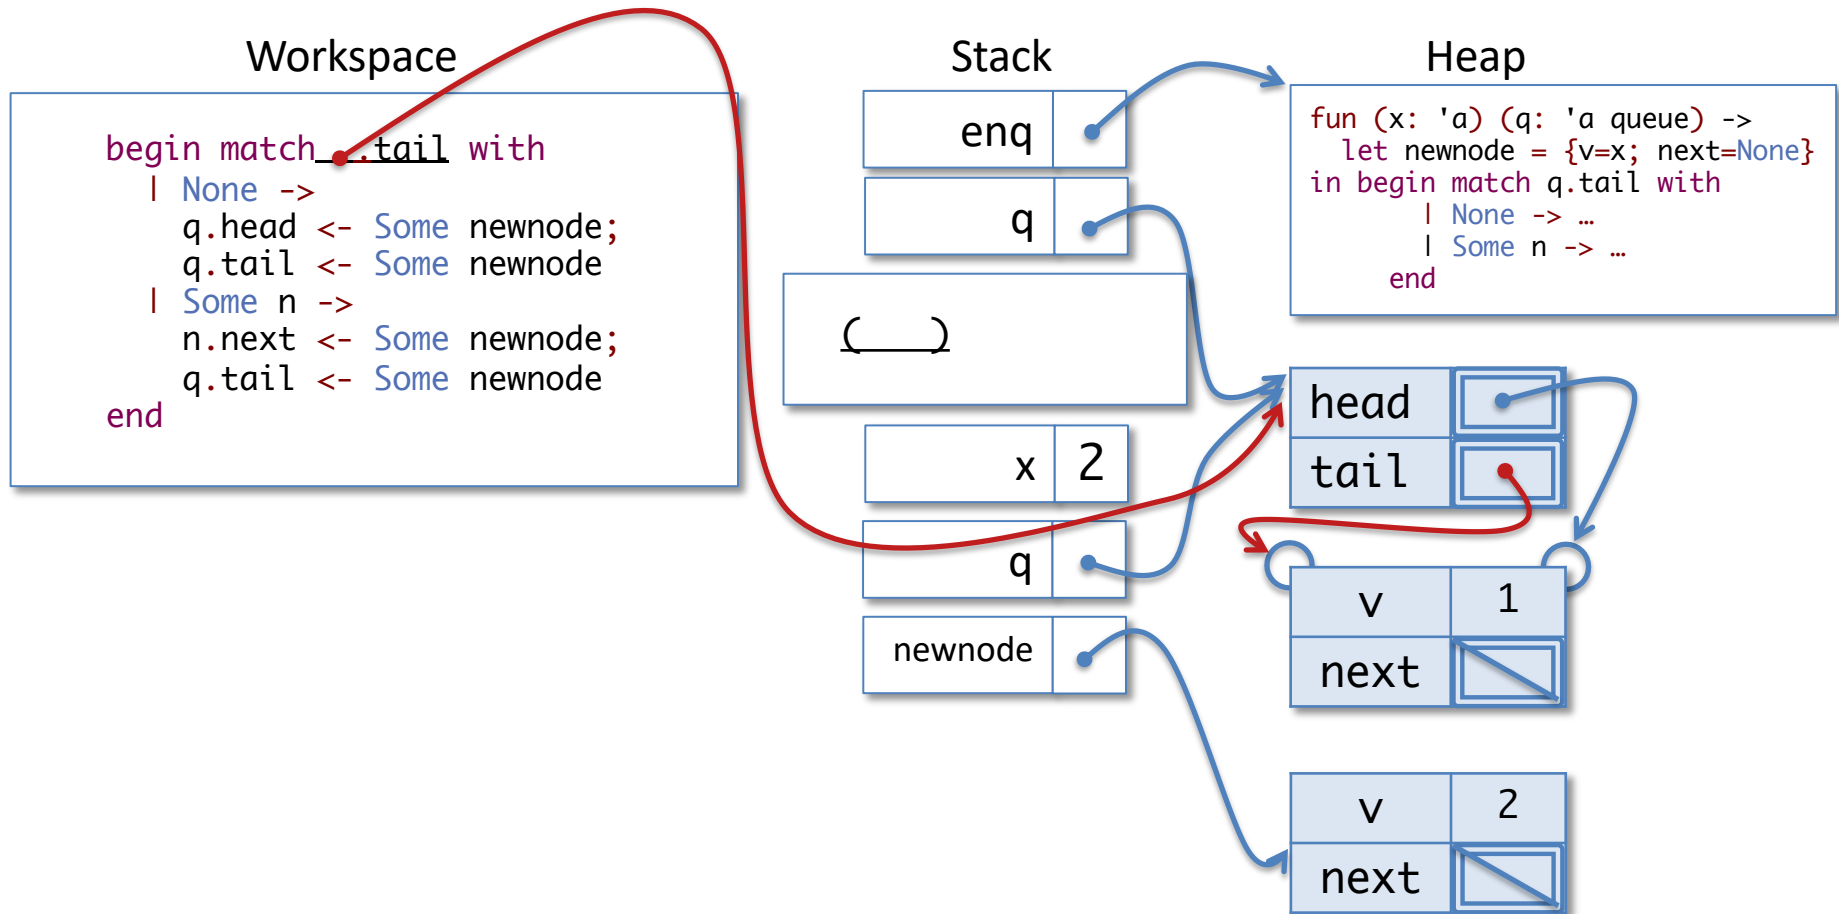 Workspace
begin match .tail with
| None ->
q.head <- Some newnode;
q.tail <- Some newnode
| Some n ->
n.next <- Some newnode;
q.tail <- Some newnode
end
Stack
enq
q
( )
x 2
q
newnode
Heap
fun (x: 'a) (q: 'a queue) ->
let newnode = {v=x; next=None}
in begin match q.tail with
| None -> …
| Some n -> …
end
head
tail
v 1
next
v 2
next